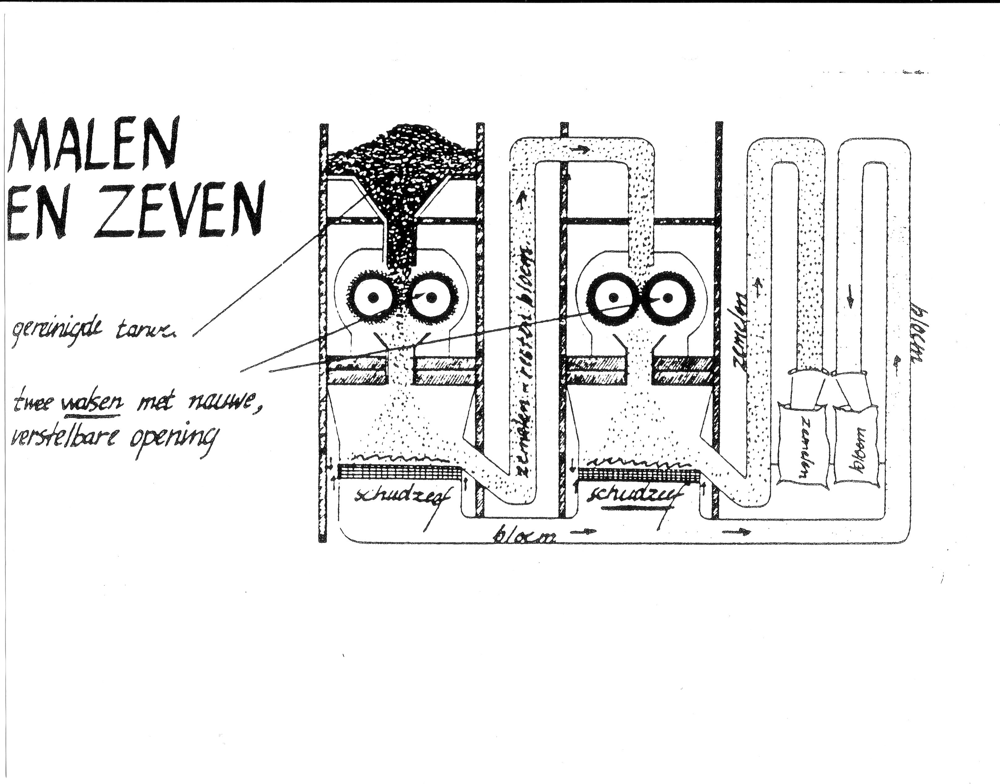 MALEN
EN ZEVEN
gereinigde tarwe
twee walsen met nauwe,
verstelbare opening
zemelen - resten bloem
schudzeef
schudzeef
bloem
zemelen
bloem
zemelen
bloem